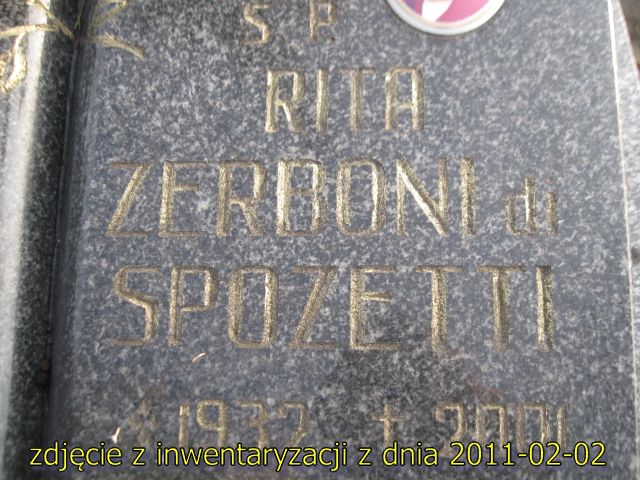 S P.
RITA
ZERBONI di
SPOZETTI
* 1932 † 2001
zdjęcie z inwentaryzacji z dnia 2011-02-02